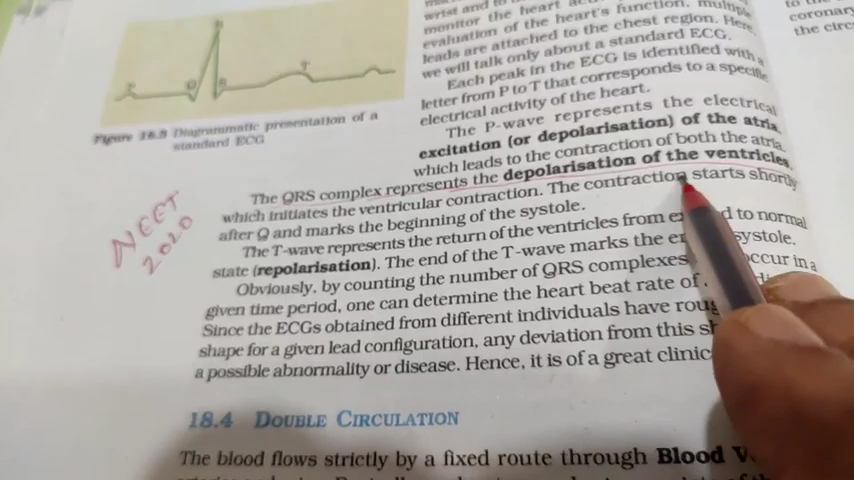 wrist and to
monitor the heart
evaluation of the heart's function, multiple
leads are attached to the chest region. Here,
we will talk only about a standard ECG.
Each peak in the ECG is identified with a
letter from P to T that corresponds to a specific
electrical activity of the heart.
The P-wave represents the electrical
excitation (or depolarisation) of the atria,
which leads to the contraction of both the atria.
P
Q
R
S
T
Figure 18.3 Diagrammatic presentation of a
standard ECG
The QRS complex represents the depolarisation of the ventricles,
which initiates the ventricular contraction. The contraction starts shortly
after Q and marks the beginning of the systole.
The T-wave represents the return of the ventricles from to normal
state (repolarisation). The end of the T-wave marks the systole.
Obviously, by counting the number of QRS complexes occur in a
given time period, one can determine the heart beat rate of
Since the ECGs obtained from different individuals have
shape for a given lead configuration, any deviation from this
a possible abnormality or disease. Hence, it is of a great
NEET
2020
18.4 DOUBLE CIRCULATION
The blood flows strictly by a fixed route through Blood
coronary
the